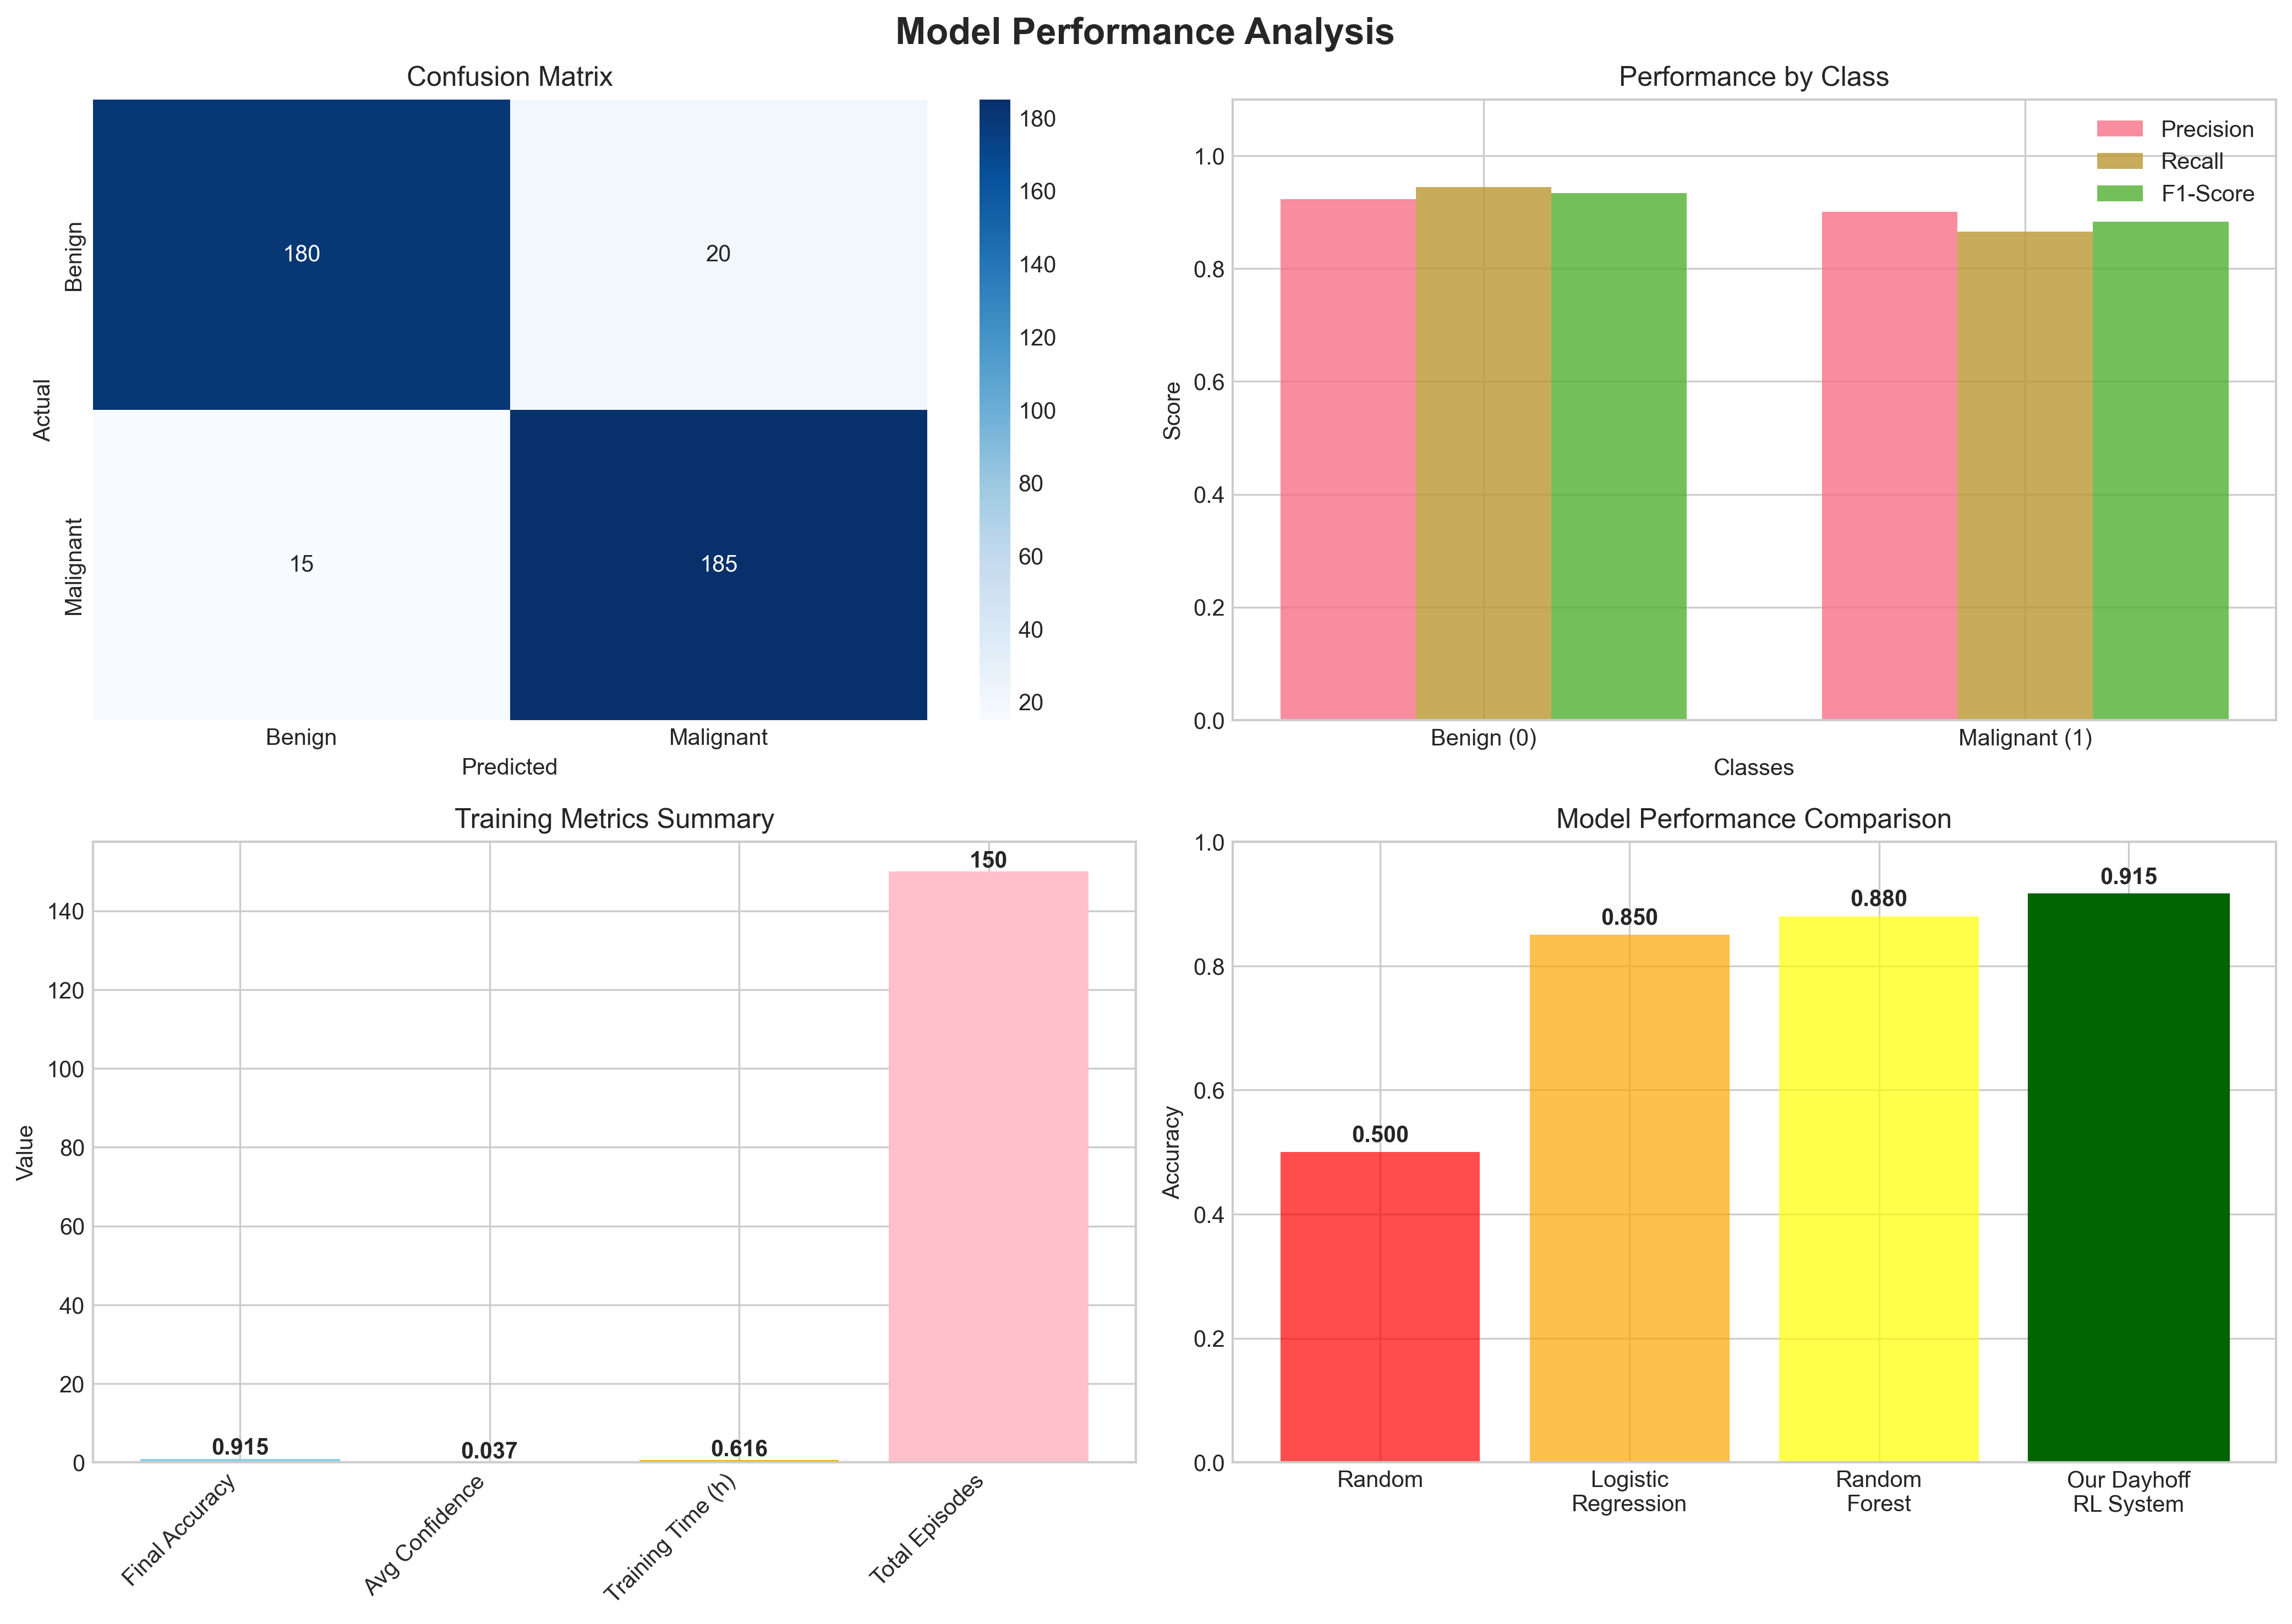 Model Performance Analysis
Confusion Matrix
Benign
Malignant
Actual
180
20
15
185
Benign
Malignant
Predicted
180
160
140
120
100
80
60
40
20
Performance by Class
Precision
Recall
F1-Score
Score
1.0
0.8
0.6
0.4
0.2
0.0
Benign (0)
Malignant (1)
Classes
Training Metrics Summary
Value
140
120
100
80
60
40
20
0
0.915
0.037
0.616
150
Final Accuracy
Avg Confidence
Training Time (h)
Total Episodes
Model Performance Comparison
Accuracy
1.0
0.8
0.6
0.4
0.2
0.0
0.500
0.850
0.880
0.915
Random
Logistic
Regression
Random
Forest
Our Dayhoff
RL System